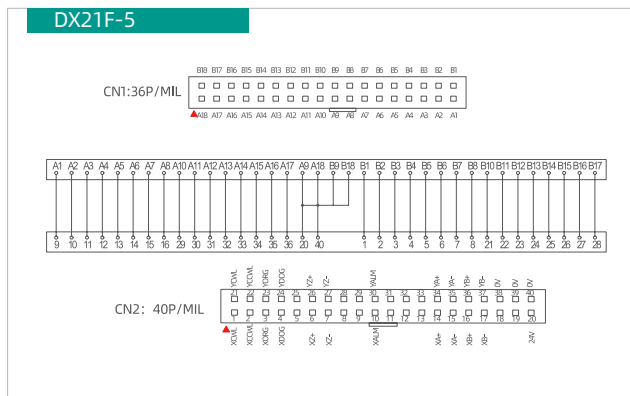 DX21F-5
B18 B17 B16 B15 B14 B13 B12 B11 B10 B9 B8 B7 B6 B5 B4 B3 B2 B1
CN1:36P/MIL
A18 A17 A16 A15 A14 A13 A12 A11 A10 A9 A8 A7 A6 A5 A4 A3 A2 A1
A1 A2 A3 A4 A5 A6 A7 A8 A10 A11 A12 A13 A14 A15 A16 A17 A9 A18 B9 B18 B1 B2 B3 B4 B5 B6 B7 B8 B10 B11 B12 B13 B14 B15 B16 B17
9 10 11 12 13 14 15 16 29 30 31 32 33 34 35 36 20 40 1 2 3 4 5 6 7 8 21 22 23 24 25 26 27 28
YCWL YCCWL YORG YDOG YZ+ YZ- YALM YA+ YA- YB+ YB- 0V 0V 0V
21 22 23 24 25 26 27 28 29 30 31 32 33 34 35 36 37 38 39 40
CN2: 40P/MIL
1 2 3 4 5 6 7 8 9 10 11 12 13 14 15 16 17 18 19 20
XCWL XCCWL XORG XDOG XZ+ XZ- XALM XA+ XA- XB+ XB- 24V